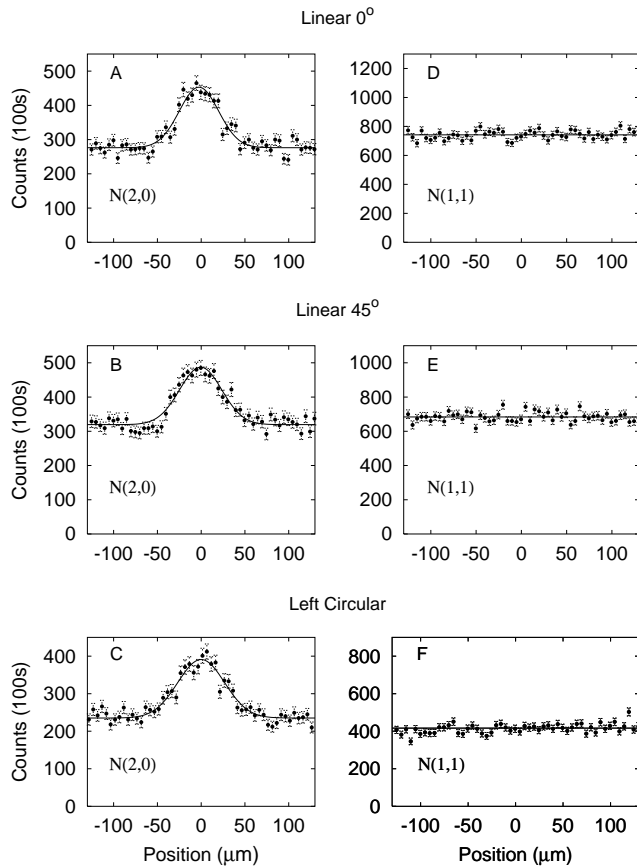 Linear 0°
A
D
Counts (100s)
500
400
300
200
100
0
N(2,0)
-100 -50 0 50 100
1200
1000
800
600
400
200
0
N(1,1)
-100 -50 0 50 100
Linear 45°
B
E
Counts (100s)
500
400
300
200
100
0
N(2,0)
-100 -50 0 50 100
1000
800
600
400
200
0
N(1,1)
-100 -50 0 50 100
Left Circular
C
F
Counts (100s)
400
300
200
100
0
N(2,0)
-100 -50 0 50 100
Position (μm)
800
600
400
200
0
N(1,1)
-100 -50 0 50 100
Position (μm)